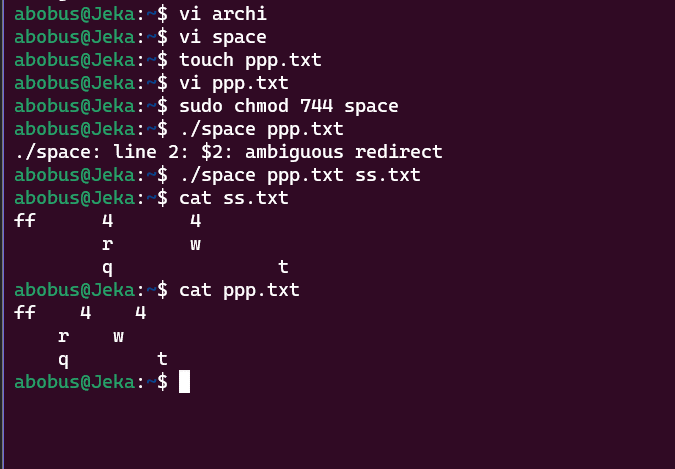 abobus@Jeka:~$ vi archi
abobus@Jeka:~$ vi space
abobus@Jeka:~$ touch ppp.txt
abobus@Jeka:~$ vi ppp.txt
abobus@Jeka:~$ sudo chmod 744 space
abobus@Jeka:~$ ./space ppp.txt
./space: line 2: $2: ambiguous redirect
abobus@Jeka:~$ ./space ppp.txt ss.txt
abobus@Jeka:~$ cat ss.txt
ff      4       4
        r       w
        q               t
abobus@Jeka:~$ cat ppp.txt
ff    4    4
    r    w
    q        t
abobus@Jeka:~$